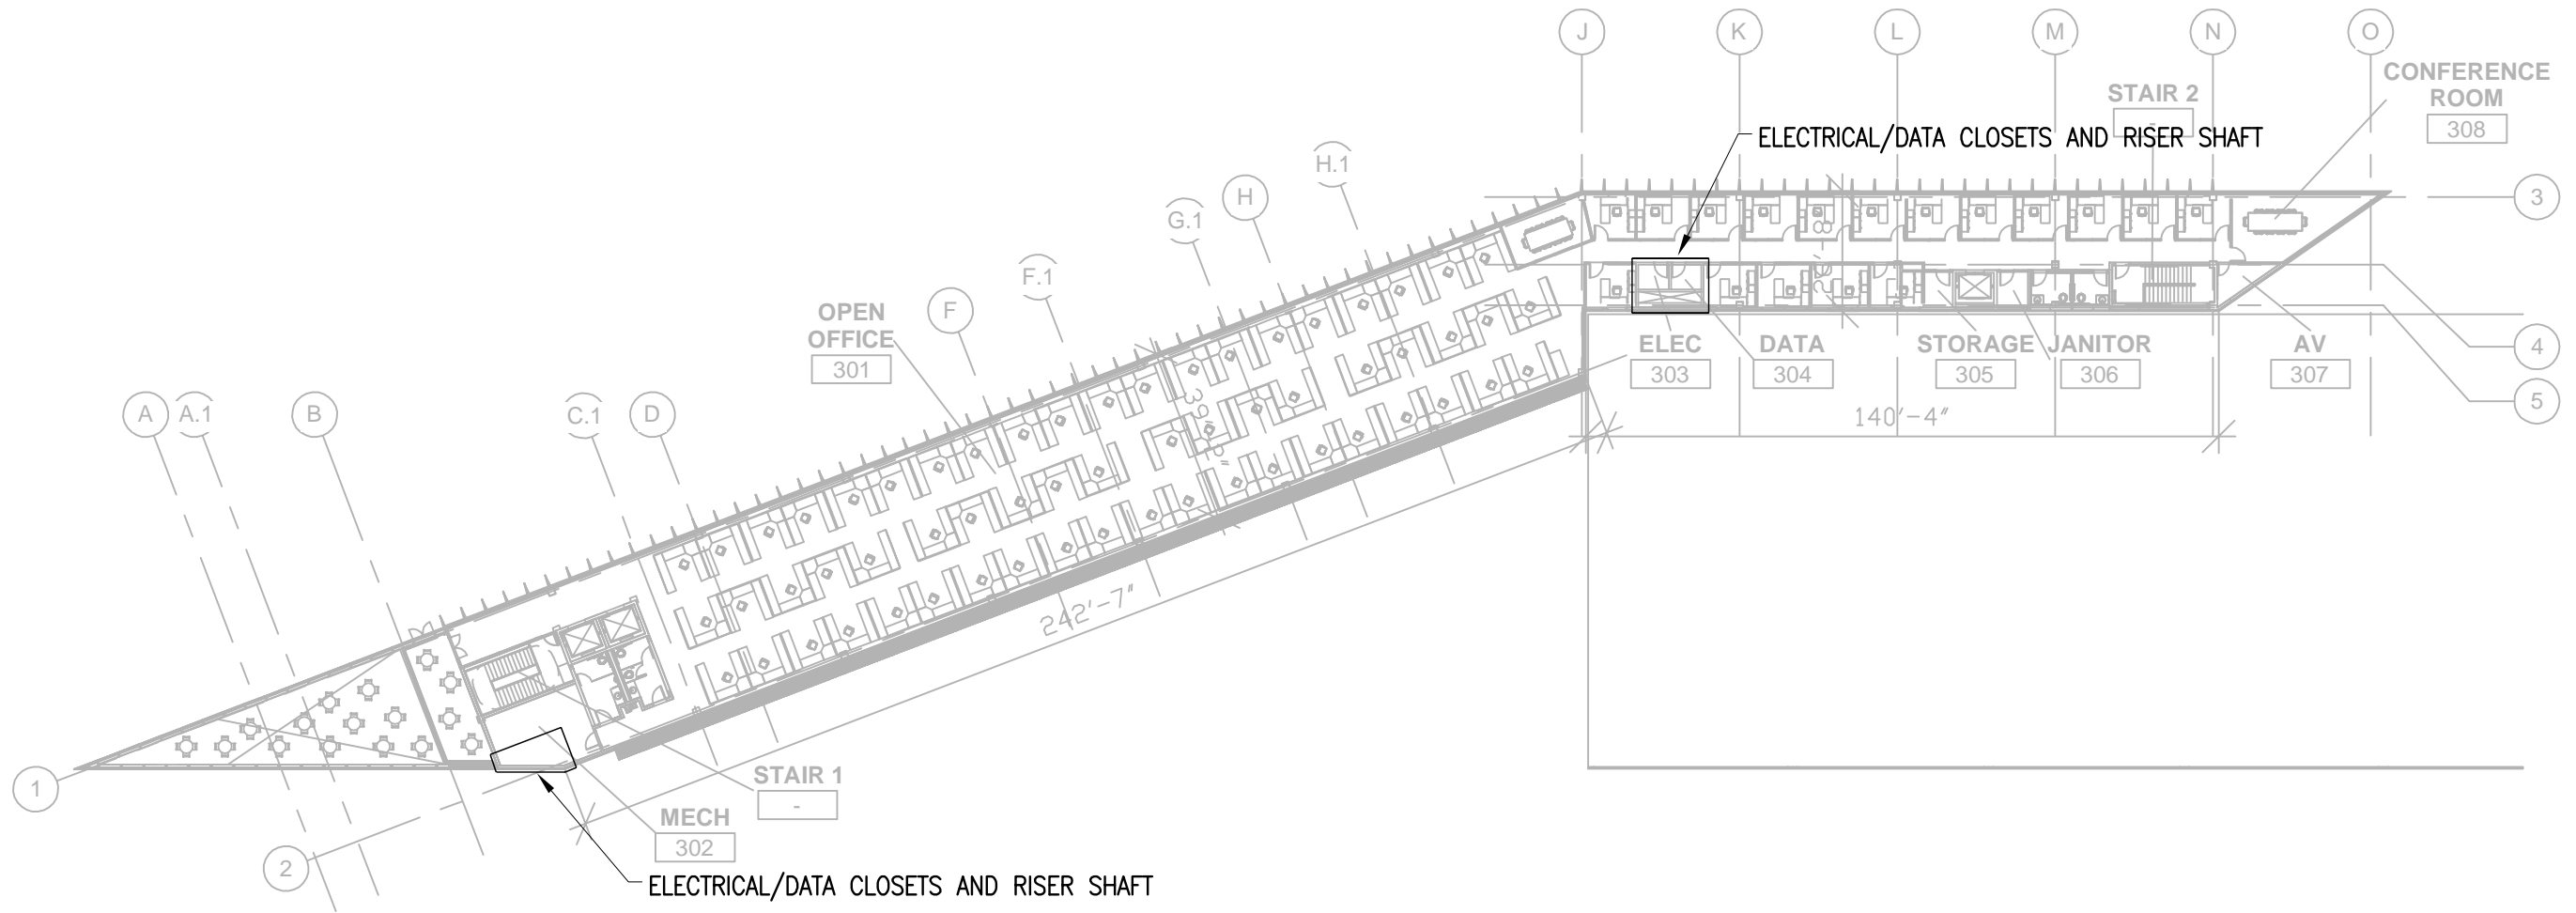 J
K
L
M
N
O
CONFERENCE
ROOM
308
STAIR 2
-
ELECTRICAL/DATA CLOSETS AND RISER SHAFT
H.1
H
G.1
3
F.1
F
OPEN
OFFICE
301
39'-8"
ELEC
303
DATA
304
STORAGE
305
JANITOR
306
AV
307
4
5
140'-4"
A
A.1
B
C.1
D
242'-7"
1
STAIR 1
-
MECH
302
2
ELECTRICAL/DATA CLOSETS AND RISER SHAFT